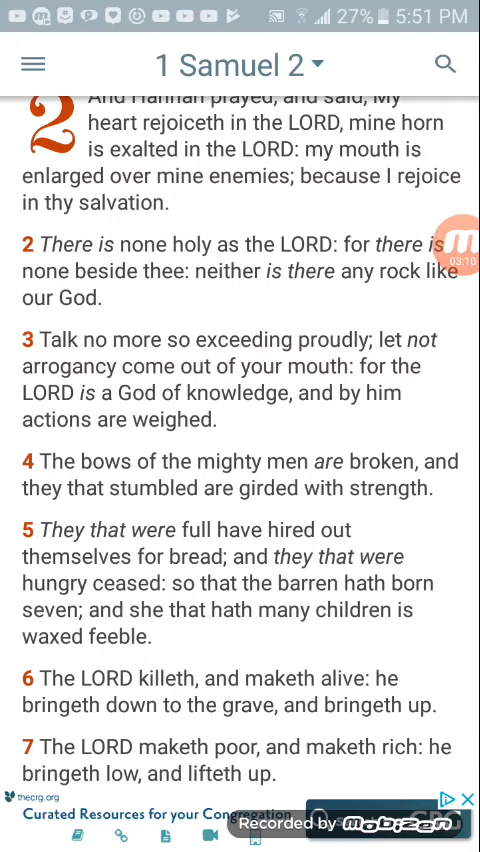 27% 5:51 PM
1 Samuel 2
2 And Hannah prayed, and said, My
heart rejoiceth in the LORD, mine horn
is exalted in the LORD: my mouth is
enlarged over mine enemies; because I rejoice
in thy salvation.
2 There is none holy as the LORD: for there is
none beside thee: neither is there any rock like
our God.
03:10
3 Talk no more so exceeding proudly; let not
arrogancy come out of your mouth: for the
LORD is a God of knowledge, and by him
actions are weighed.
4 The bows of the mighty men are broken, and
they that stumbled are girded with strength.
5 They that were full have hired out
themselves for bread; and they that were
hungry ceased: so that the barren hath born
seven; and she that hath many children is
waxed feeble.
6 The LORD killeth, and maketh alive: he
bringeth down to the grave, and bringeth up.
7 The LORD maketh poor, and maketh rich: he
bringeth low, and lifteth up.
thecrg.org
Curated Resources for your Congregation
Recorded by mobizen